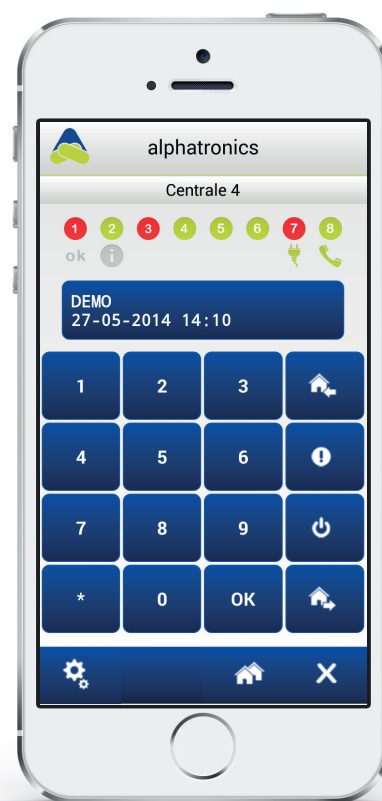 alphatronics
Centrale 4
1 2 3 4 5 6 7 8
ok i
DEMO
27-05-2014 14:10
1 2 3
4 5 6 !
7 8 9
* 0 OK